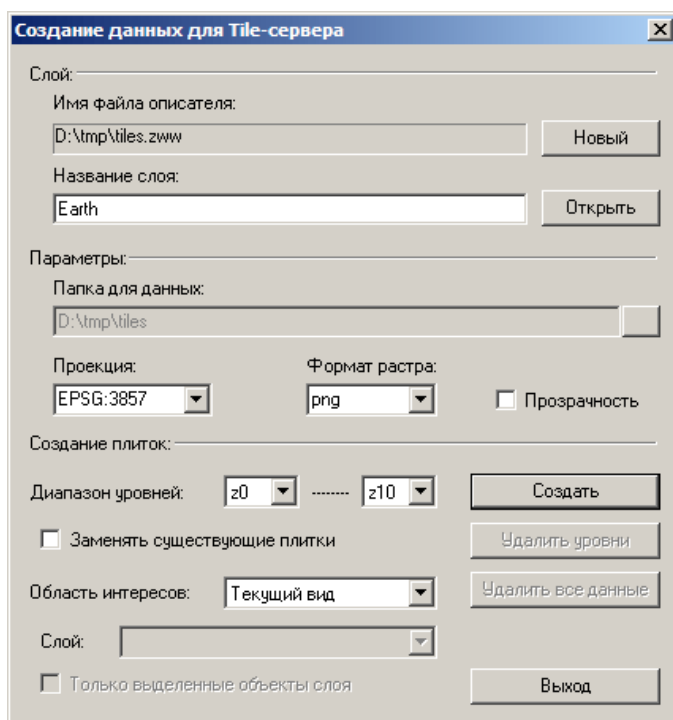 Создание данных для Tile-сервера
Слой:
Имя файла описателя:
D:\tmp\tiles.zww
Новый
Название слоя:
Earth
Открыть
Параметры:
Папка для данных:
D:\tmp\tiles
Проекция:
Формат растра:
EPSG:3857
png
Прозрачность
Создание плиток:
Диапазон уровней:
z0
--------
z10
Создать
Заменять существующие плитки
Удалить уровни
Область интересов:
Текущий вид
Удалить все данные
Слой:
Только выделенные объекты слоя
Выход